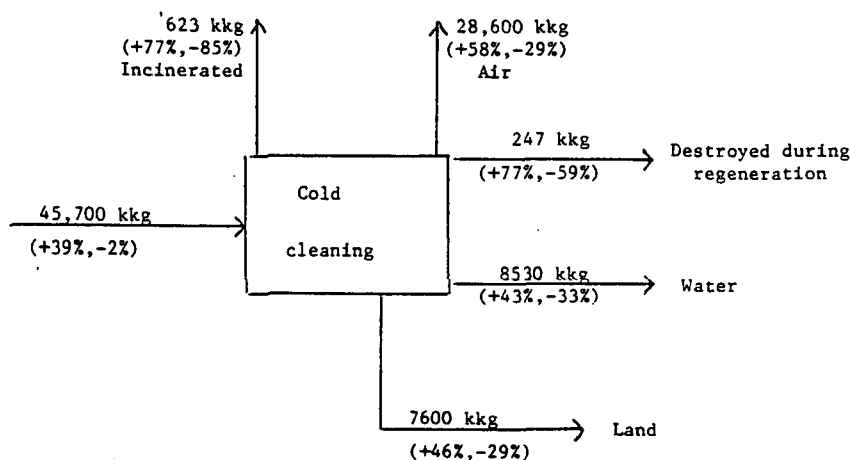 623 kkg
(+77%,-85%)
Incinerated
28,600 kkg
(+58%,-29%)
Air
247 kkg
(+77%,-59%)
Destroyed during
regeneration
Cold
cleaning
45,700 kkg
(+39%,-2%)
8530 kkg
(+43%,-33%)
Water
7600 kkg
(+46%,-29%)
Land